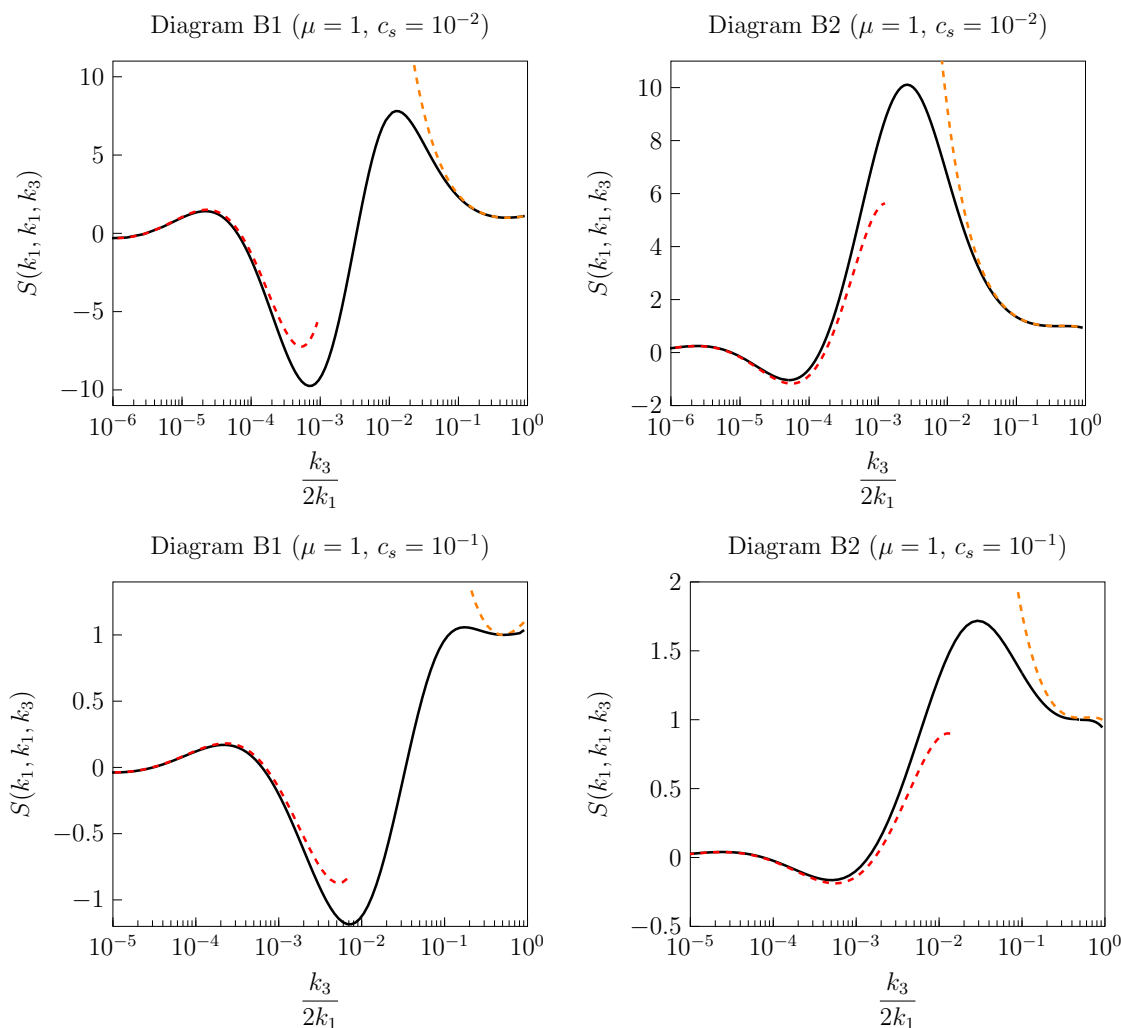 Diagram B1 (μ = 1, c_s = 10^{-2})
10
5
0
−5
−10
S(k_1, k_1, k_3)
10^{-6} 10^{-5} 10^{-4} 10^{-3} 10^{-2} 10^{-1} 10^0
k_3
2k_1
Diagram B2 (μ = 1, c_s = 10^{-2})
10
8
6
4
2
0
−2
S(k_1, k_1, k_3)
10^{-6} 10^{-5} 10^{-4} 10^{-3} 10^{-2} 10^{-1} 10^0
k_3
2k_1
Diagram B1 (μ = 1, c_s = 10^{-1})
1
0.5
0
−0.5
−1
S(k_1, k_1, k_3)
10^{-5} 10^{-4} 10^{-3} 10^{-2} 10^{-1} 10^0
k_3
2k_1
Diagram B2 (μ = 1, c_s = 10^{-1})
2
1.5
1
0.5
0
−0.5
S(k_1, k_1, k_3)
10^{-5} 10^{-4} 10^{-3} 10^{-2} 10^{-1} 10^0
k_3
2k_1